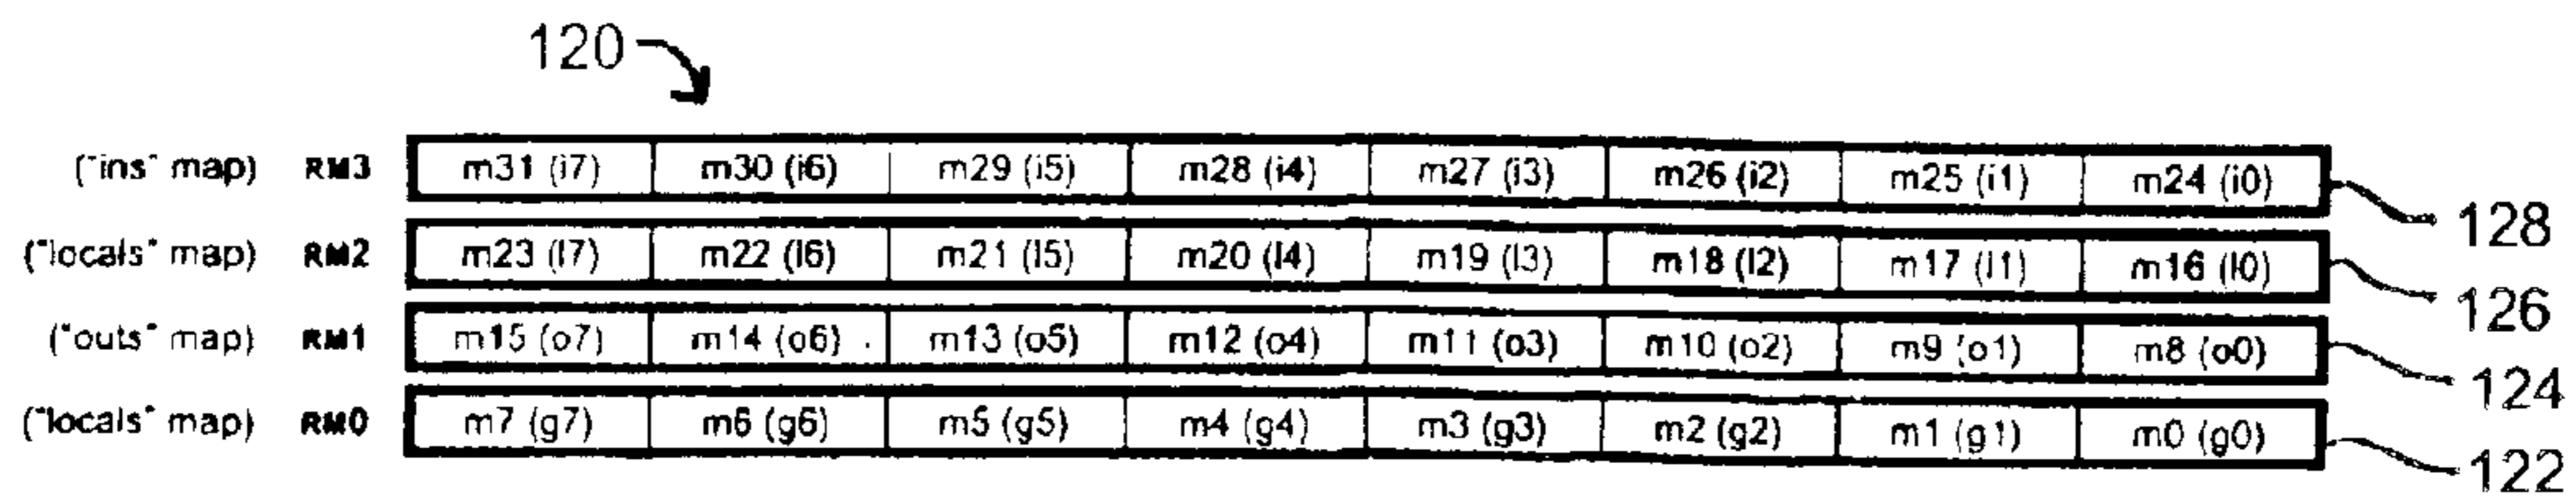 120
("ins" map) RM3 m31 (i7) m30 (i6) m29 (i5) m28 (i4) m27 (i3) m26 (i2) m25 (i1) m24 (i0) 128
("locals" map) RM2 m23 (l7) m22 (l6) m21 (l5) m20 (l4) m19 (l3) m18 (l2) m17 (l1) m16 (l0) 126
("outs" map) RM1 m15 (o7) m14 (o6) m13 (o5) m12 (o4) m11 (o3) m10 (o2) m9 (o1) m8 (o0) 124
("locals" map) RM0 m7 (g7) m6 (g6) m5 (g5) m4 (g4) m3 (g3) m2 (g2) m1 (g1) m0 (g0) 122